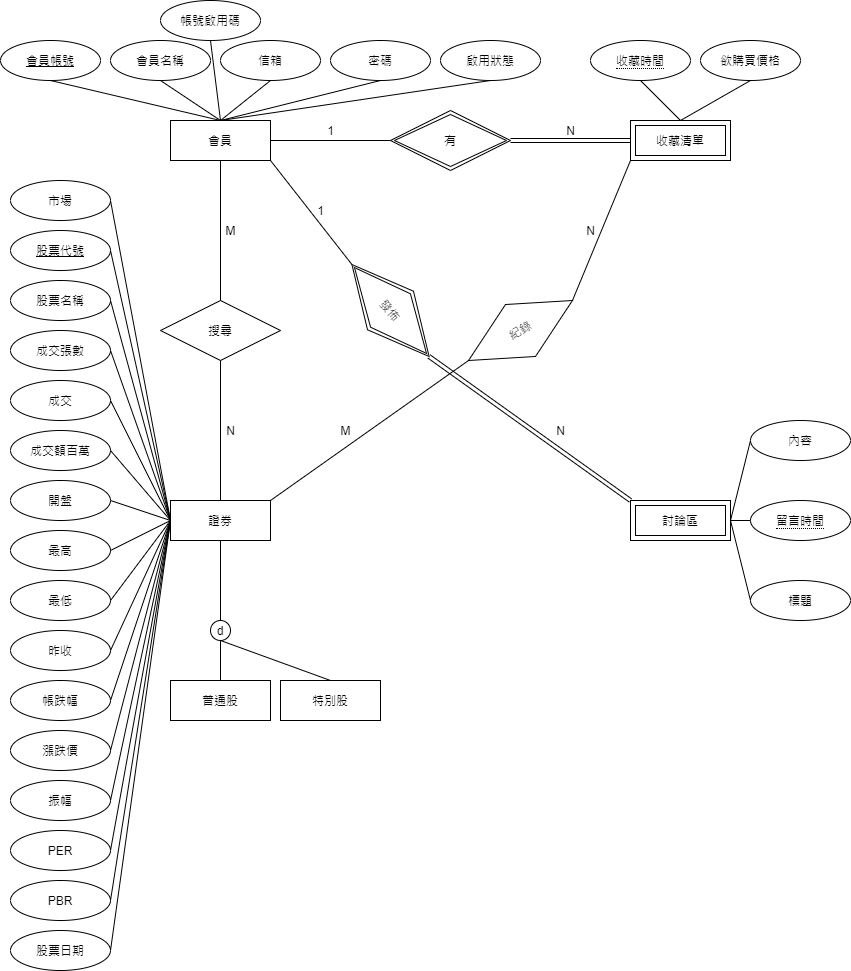 帳號啟用碼
會員帳號
會員名稱
信箱
密碼
啟用狀態
收藏時間
欲購買價格
會員
1
有
N
收藏清單
市場
1
M
N
股票代號
股票名稱
發佈
搜尋
紀錄
成交張數
成交
N
M
N
成交額百萬
內容
開盤
證券
討論區
留言時間
最高
最低
標題
d
昨收
帳跌幅
普通股
特別股
漲跌價
振幅
PER
PBR
股票日期